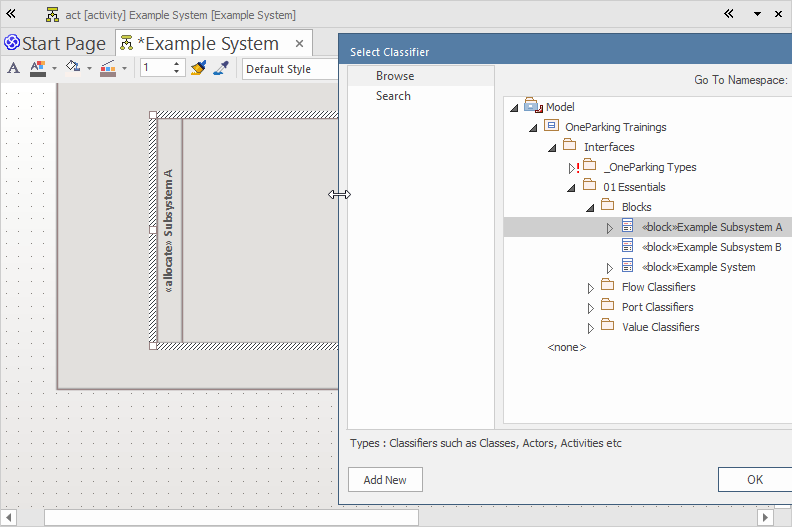 act [activity] Example System [Example System]
Start Page
*Example System
A
A
1
Default Style
«allocate» Subsystem A
Select Classifier
Browse
Search
Go To Namespace:
Model
OneParking Trainings
Interfaces
_OneParking Types
01 Essentials
Blocks
«block»Example Subsystem A
«block»Example Subsystem B
«block»Example System
Flow Classifiers
Port Classifiers
Value Classifiers
<none>
Types : Classifiers such as Classes, Actors, Activities etc
Add New
OK